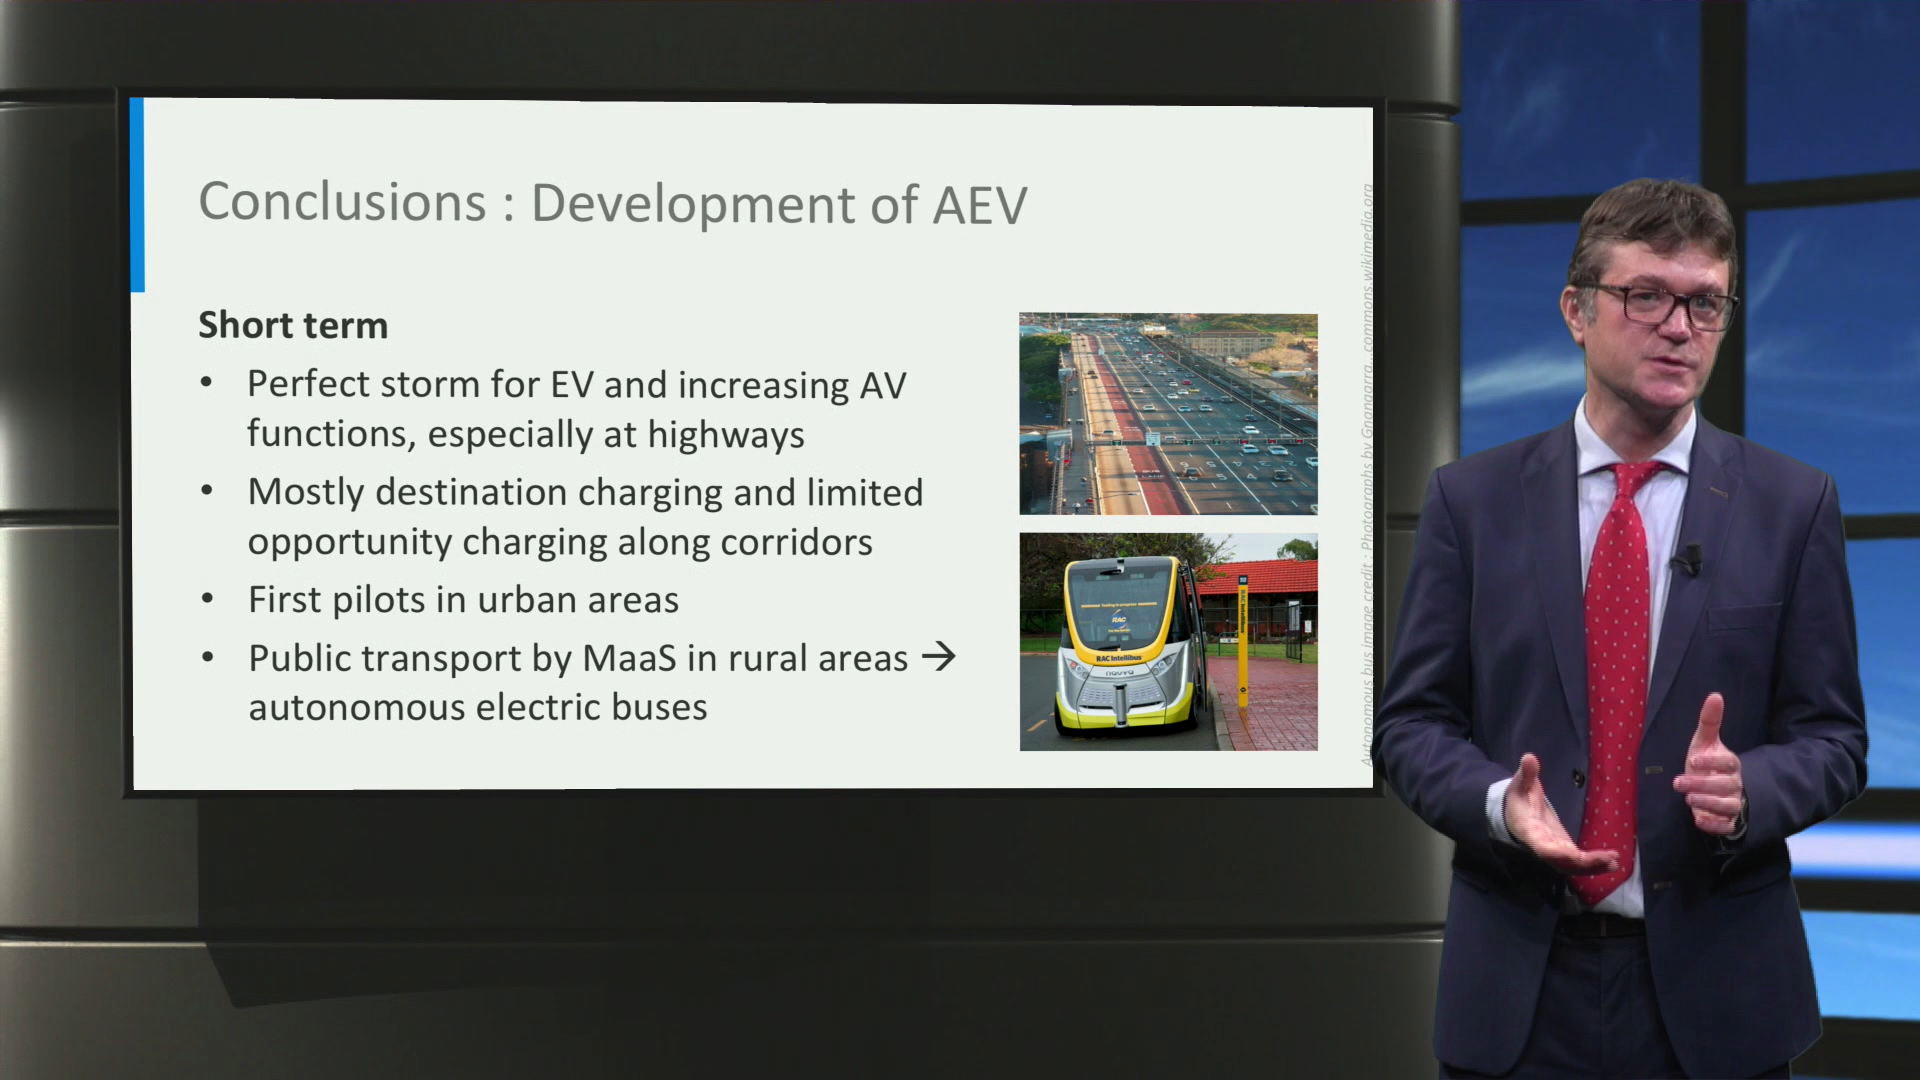 Conclusions : Development of AEV
Short term
• Perfect storm for EV and increasing AV
functions, especially at highways
• Mostly destination charging and limited
opportunity charging along corridors
• First pilots in urban areas
• Public transport by MaaS in rural areas →
autonomous electric buses
RAC
RAC Intellibus
navya
Autonomous bus image credit : Photographs by Gnangarra...commons.wikimedia.org